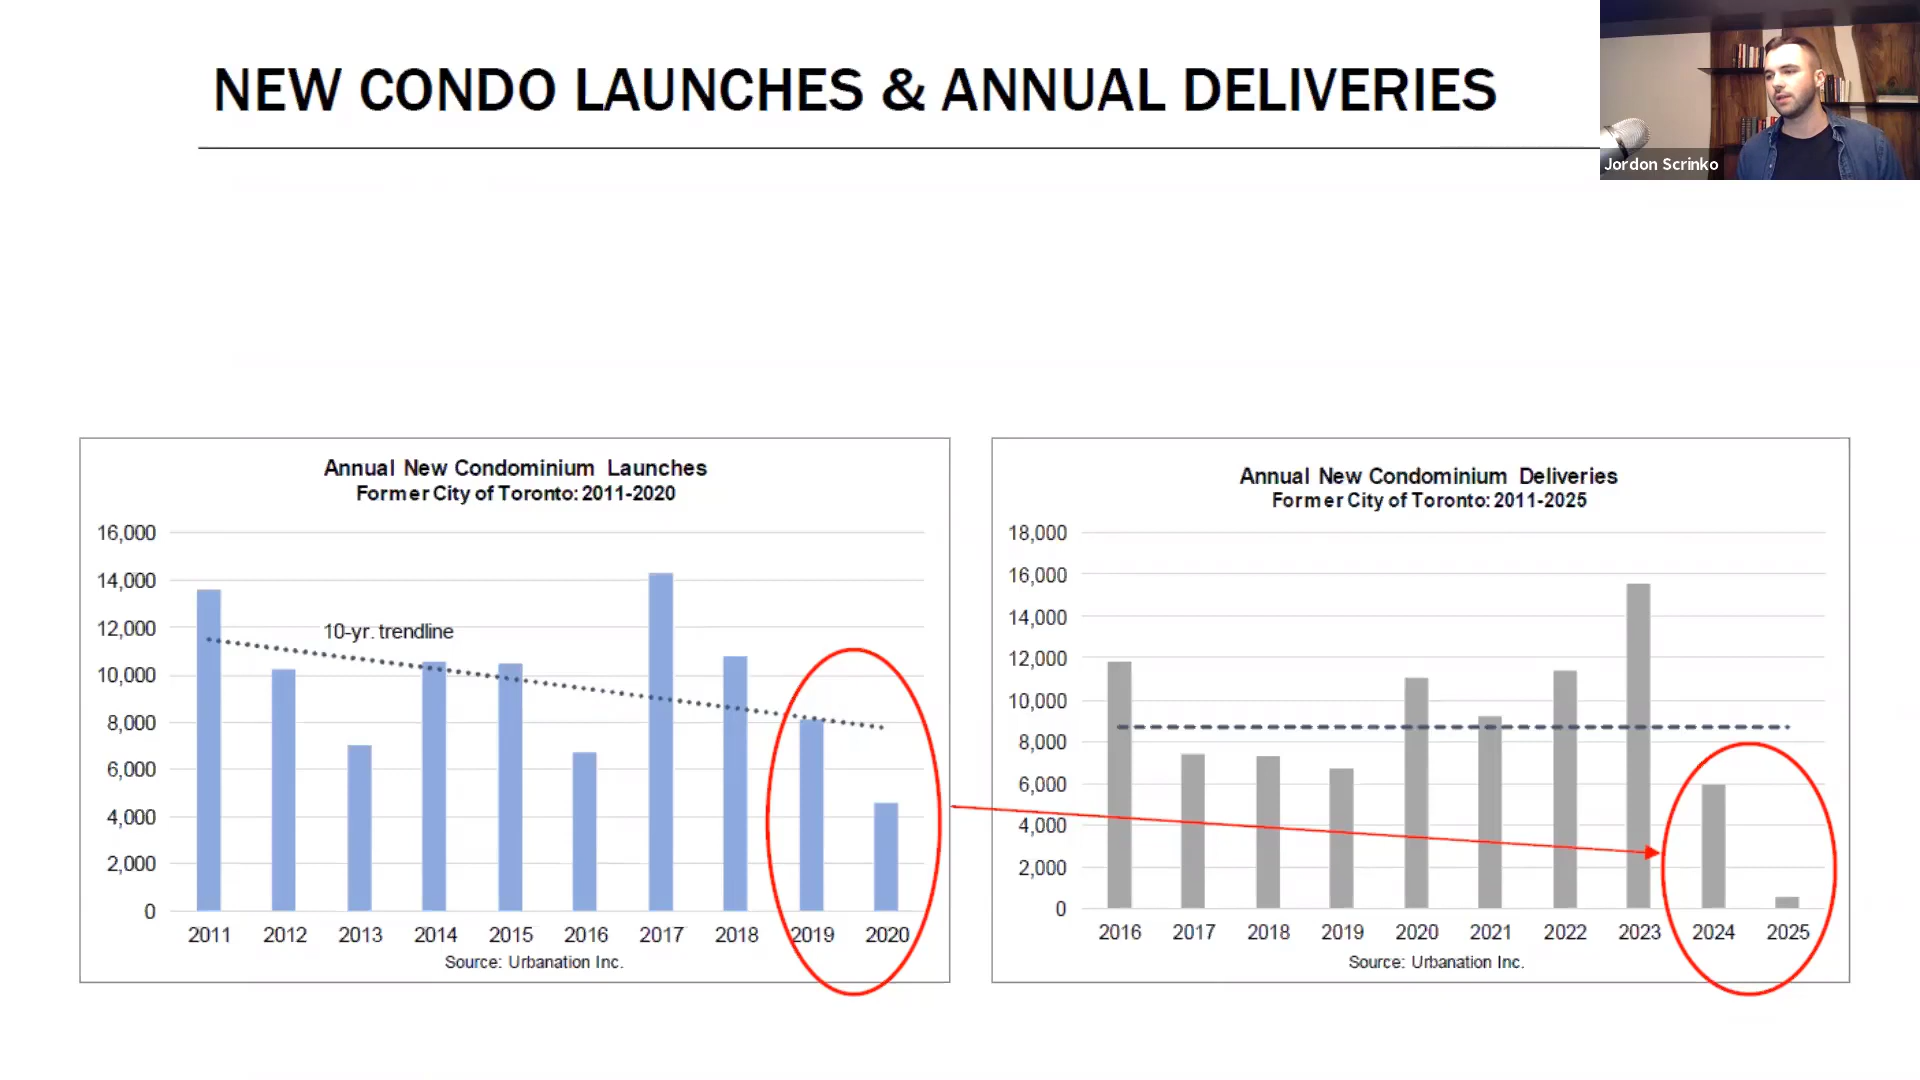 NEW CONDO LAUNCHES & ANNUAL DELIVERIES
Jordon Scrinko
Annual New Condominium Launches
Former City of Toronto: 2011-2020
16,000
14,000
12,000
10,000
8,000
6,000
4,000
2,000
0
10-yr. trendline
2011 2012 2013 2014 2015 2016 2017 2018 2019 2020
Source: Urbanation Inc.
Annual New Condominium Deliveries
Former City of Toronto: 2011-2025
18,000
16,000
14,000
12,000
10,000
8,000
6,000
4,000
2,000
0
2016 2017 2018 2019 2020 2021 2022 2023 2024 2025
Source: Urbanation Inc.